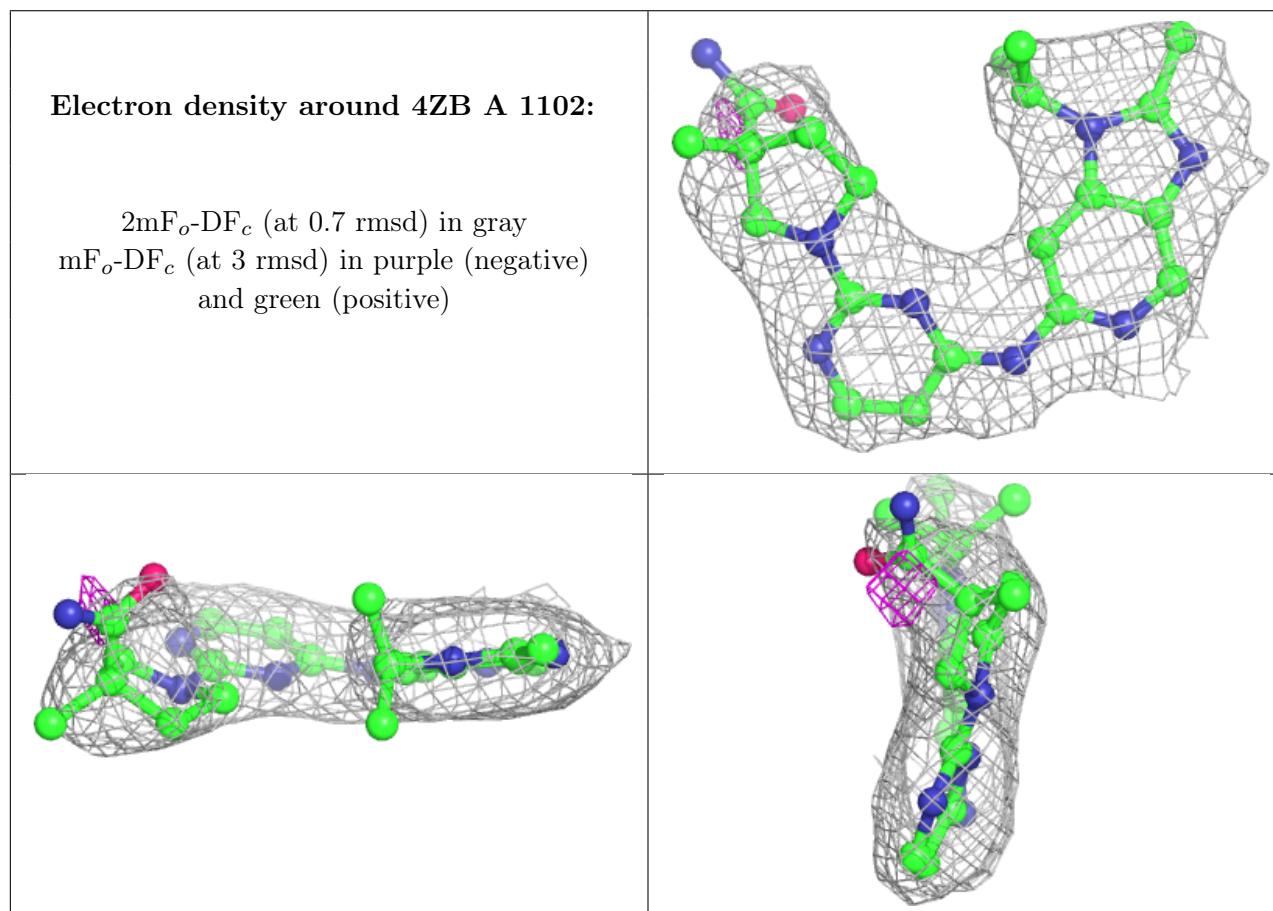 Electron density around 4ZB A 1102:
2mFo-DFc (at 0.7 rmsd) in gray
mFo-DFc (at 3 rmsd) in purple (negative)
and green (positive)